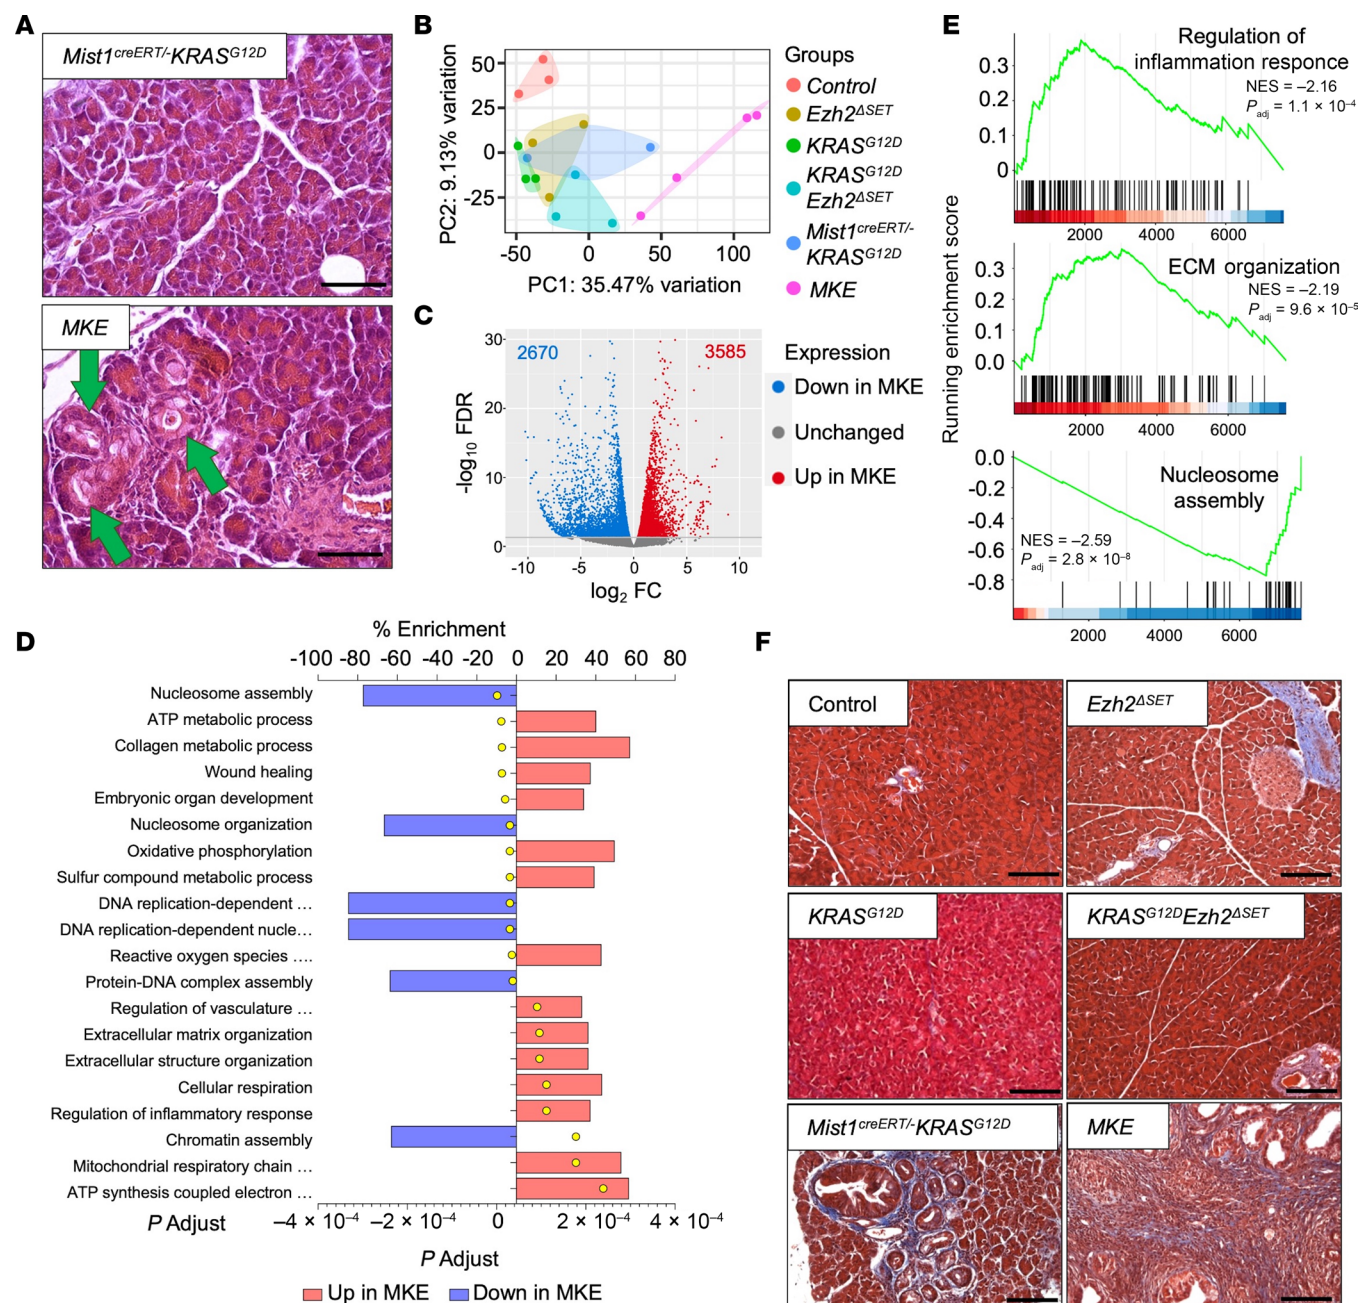 A
Mist1creERT/-KRASG12D
MKE
B
PC2: 9.13% variation
50
25
0
-25
-50
0
50
100
PC1: 35.47% variation
Groups
Control
Ezh2ΔSET
KRASG12D
KRASG12D
Ezh2ΔSET
Mist1creERT/-
KRASG12D
MKE
C
-log10 FDR
30
20
10
0
2670
3585
-10
-5
0
5
10
log2 FC
Expression
Down in MKE
Unchanged
Up in MKE
E
Running enrichment score
Regulation of
inflammation responce
NES = –2.16
Padj = 1.1 × 10–4
0.3
0.2
0.1
0
2000
4000
6000
ECM organization
NES = –2.19
Padj = 9.6 × 10–5
0.3
0.2
0.1
0.0
2000
4000
6000
Nucleosome
assembly
NES = –2.59
Padj = 2.8 × 10–8
0.0
-0.2
-0.4
-0.6
-0.8
2000
4000
6000
D
% Enrichment
-100 -80 -60 -40 -20 0 20 40 60 80
Nucleosome assembly
ATP metabolic process
Collagen metabolic process
Wound healing
Embryonic organ development
Nucleosome organization
Oxidative phosphorylation
Sulfur compound metabolic process
DNA replication-dependent …
DNA replication-dependent nucle…
Reactive oxygen species ….
Protein-DNA complex assembly
Regulation of vasculature …
Extracellular matrix organization
Extracellular structure organization
Cellular respiration
Regulation of inflammatory response
Chromatin assembly
Mitochondrial respiratory chain …
ATP synthesis coupled electron …
P Adjust
–4 × 10–4 –2 × 10–4 0 2 × 10–4 4 × 10–4
P Adjust
Up in MKE
Down in MKE
F
Control
Ezh2ΔSET
KRASG12D
KRASG12DEzh2ΔSET
Mist1creERT/-KRASG12D
MKE